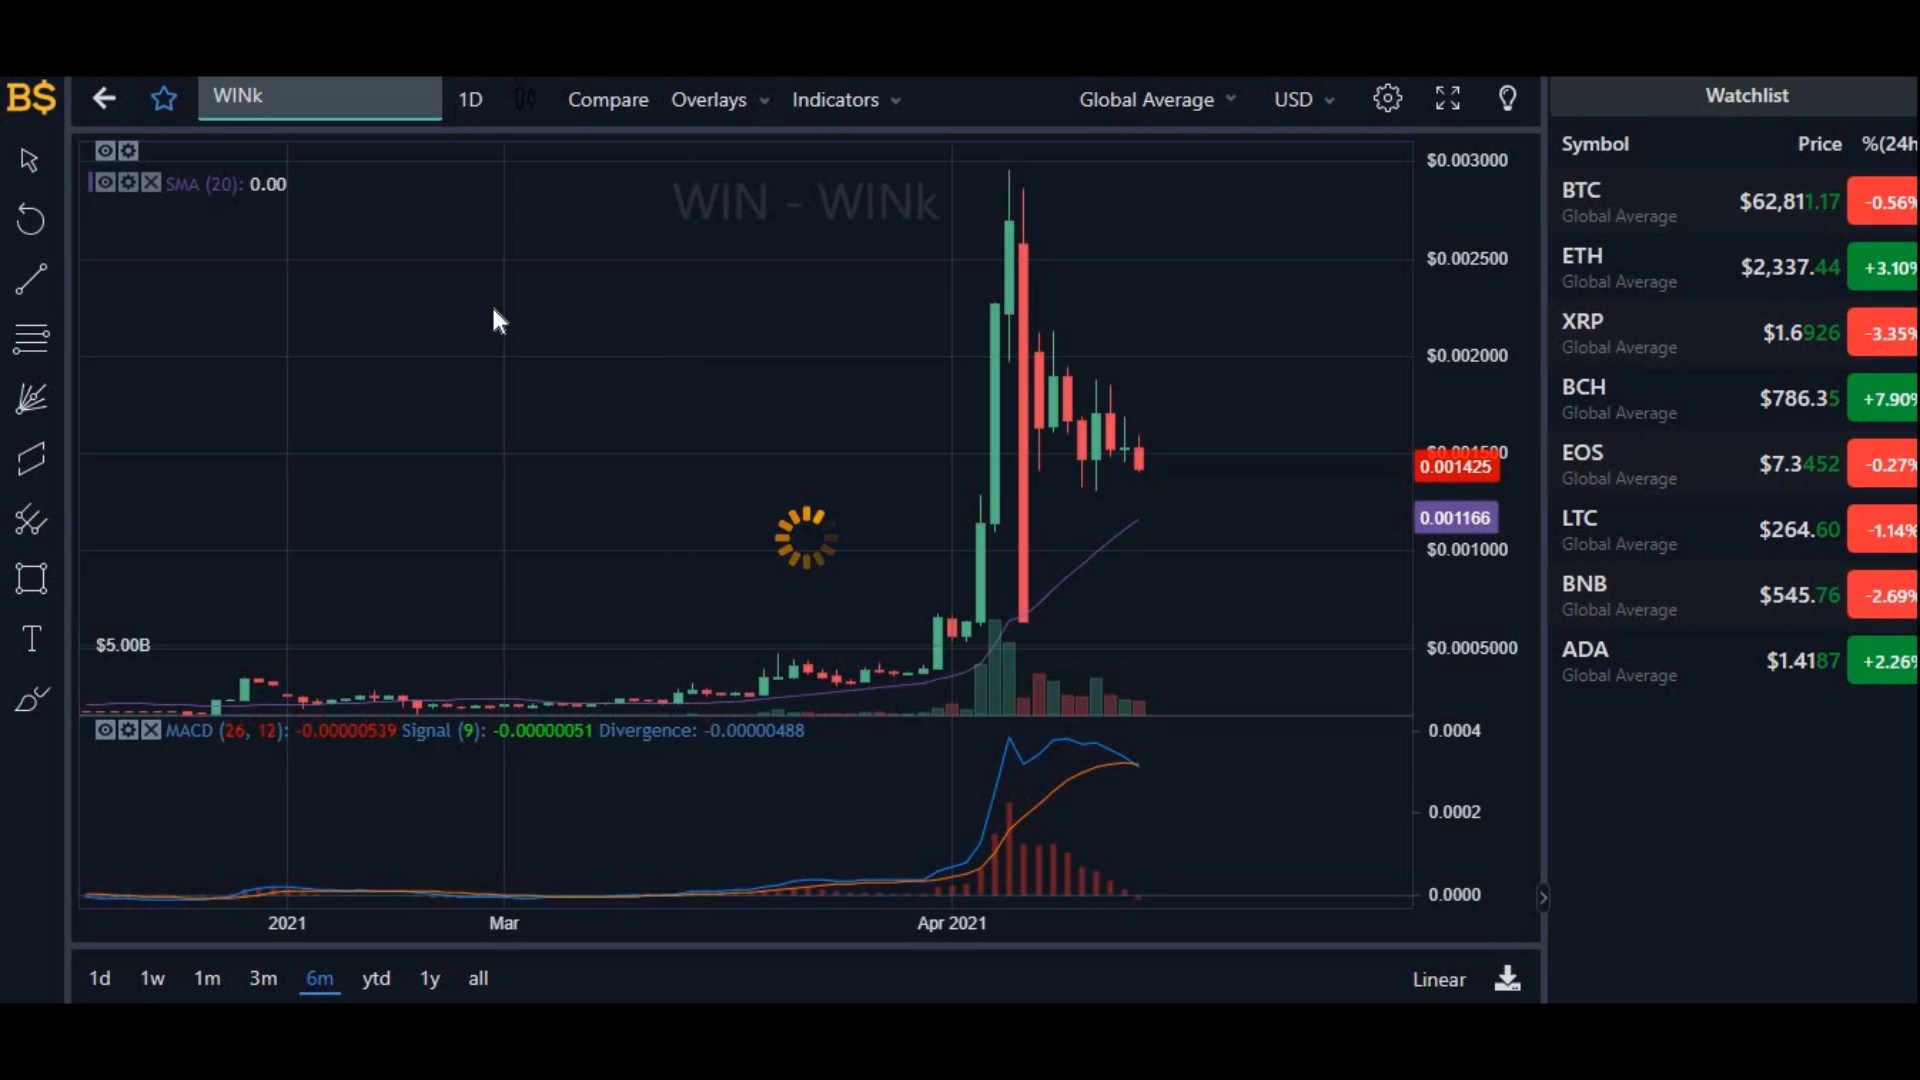 B$
WINk 1D Compare Overlays Indicators Global Average USD
SMA (20): 0.00
WIN - WINk
$0.003000
$0.002500
$0.002000
$0.001500
0.001425
0.001166
$0.001000
$0.0005000
$5.00B
MACD (26, 12): -0.00000539 Signal (9): -0.00000051 Divergence: -0.00000488
0.0004
0.0002
0.0000
2021 Mar Apr 2021
1d 1w 1m 3m 6m ytd 1y all
Linear
Watchlist
Symbol Price %(24h
BTC $62,811.17 -0.56%
Global Average
ETH $2,337.44 +3.10%
Global Average
XRP $1.6926 -3.35%
Global Average
BCH $786.35 +7.90%
Global Average
EOS $7.3452 -0.27%
Global Average
LTC $264.60 -1.14%
Global Average
BNB $545.76 -2.69%
Global Average
ADA $1.4187 +2.26%
Global Average